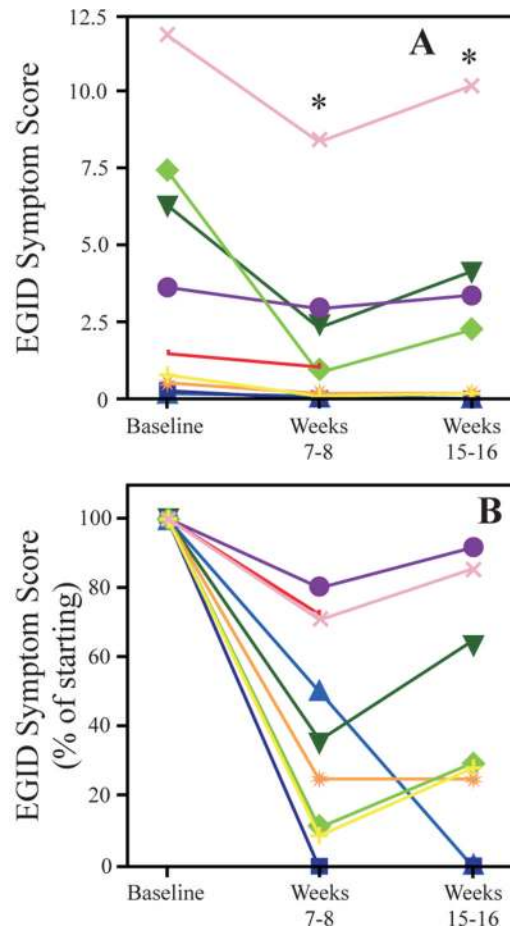 12.5
A
10.0
* *
7.5
5.0
2.5
0
EGID Symptom Score
Baseline Weeks Weeks
7-8 15-16
B
100
80
60
40
20
0
EGID Symptom Score
(% of starting)
Baseline Weeks Weeks
7-8 15-16